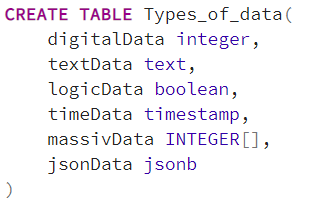 CREATE TABLE Types_of_data(
    digitalData integer,
    textData text,
    logicData boolean,
    timeData timestamp,
    massivData INTEGER[],
    jsonData jsonb
)